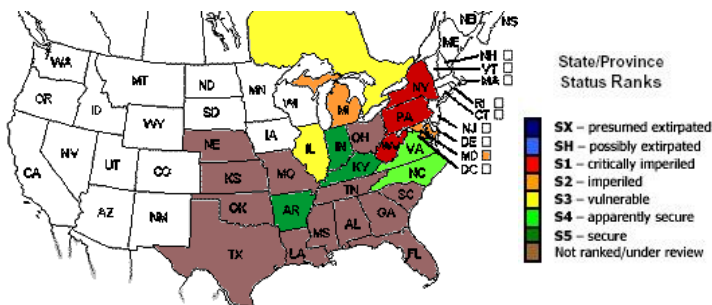 NB
NS
WA
MT
ND
MN
ME
NH
VT
MA
OR
ID
SD
WI
MI
NY
WY
IA
PA
RI
CT
NJ
NE
IL
IN
OH
DE
NV
UT
CO
WV
VA
MD
DC
CA
KS
MO
KY
AZ
NM
OK
AR
TN
NC
SC
TX
LA
MS
AL
GA
FL
State/Province
Status Ranks
SX – presumed extirpated
SH – possibly extirpated
S1 – critically imperiled
S2 – imperiled
S3 – vulnerable
S4 – apparently secure
S5 – secure
Not ranked/under review